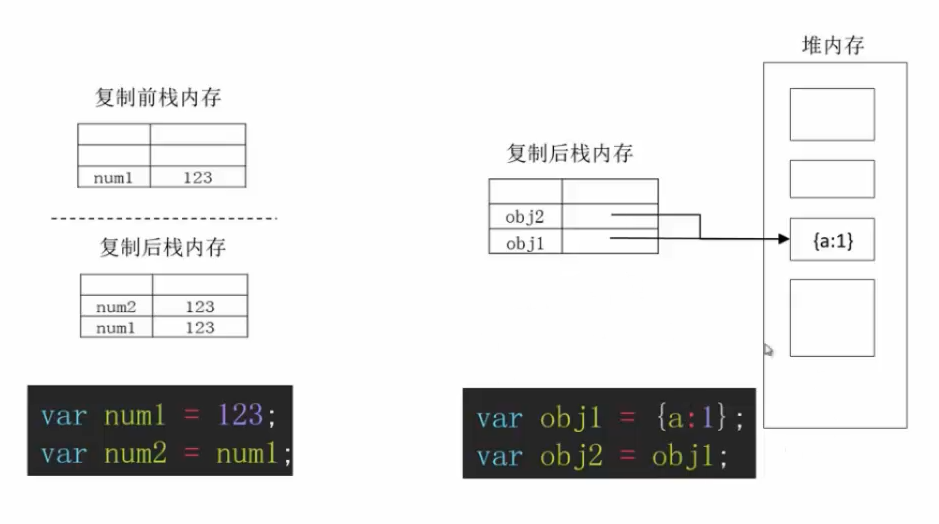 复制前栈内存
num1 123
复制后栈内存
num2 123
num1 123
var num1 = 123;
var num2 = num1;
堆内存
复制后栈内存
obj2
obj1
{a:1}
var obj1 = {a:1};
var obj2 = obj1;